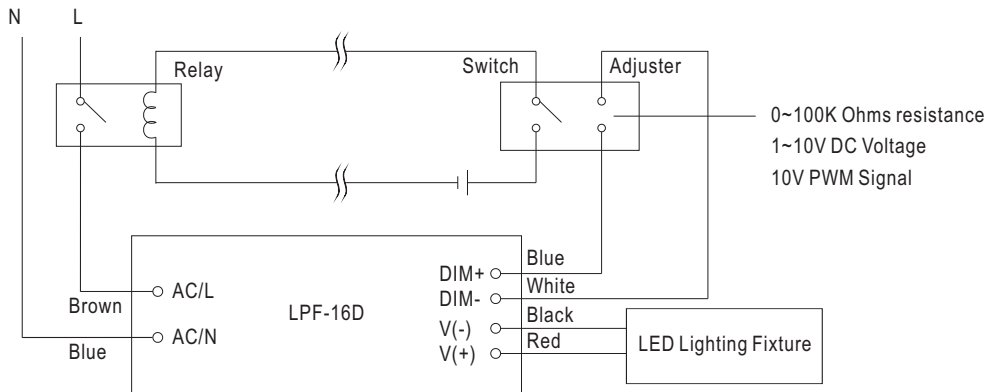 N L
Relay
Switch
Adjuster
0~100K Ohms resistance
1~10V DC Voltage
10V PWM Signal
Brown
Blue
AC/L
AC/N
LPF-16D
DIM+
DIM-
V(-)
V(+)
Blue
White
Black
Red
LED Lighting Fixture